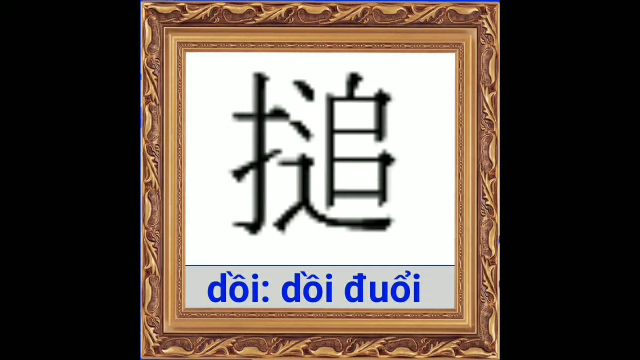 搥
dồi: dồi đuổi